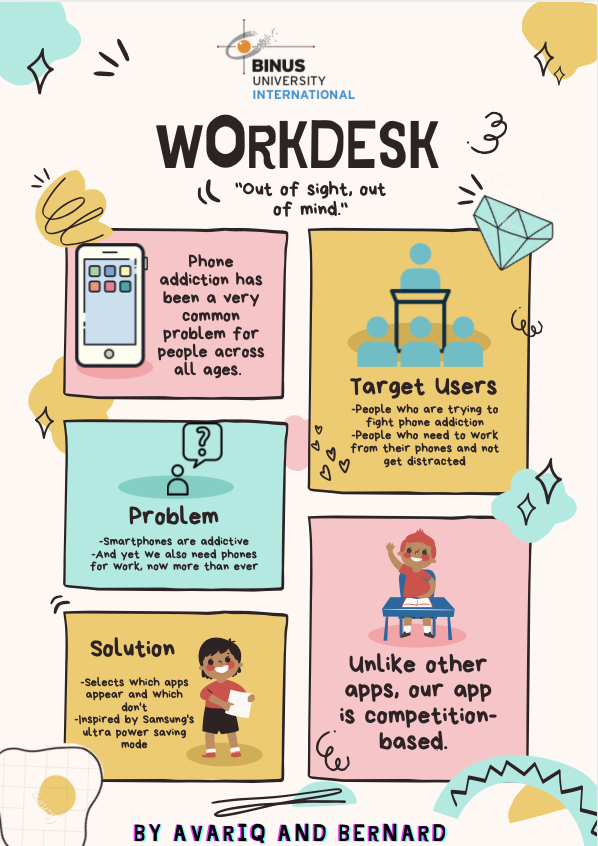 BINUS
UNIVERSITY
INTERNATIONAL
WORKDESK
"Out of sight, out
of mind."
Phone
addiction has
been a very
common
problem for
people across
all ages.
Target Users
-People who are trying to
fight phone addiction
-People who need to work
from their phones and not
get distracted
?
Problem
-Smartphones are addictive
-And yet we also need phones
for work, now more than ever
Solution
-Selects which apps
appear and which
don't
-Inspired by Samsung's
ultra power saving
mode
Unlike other
apps, our app
is competition-
based.
BY AVARIQ AND BERNARD